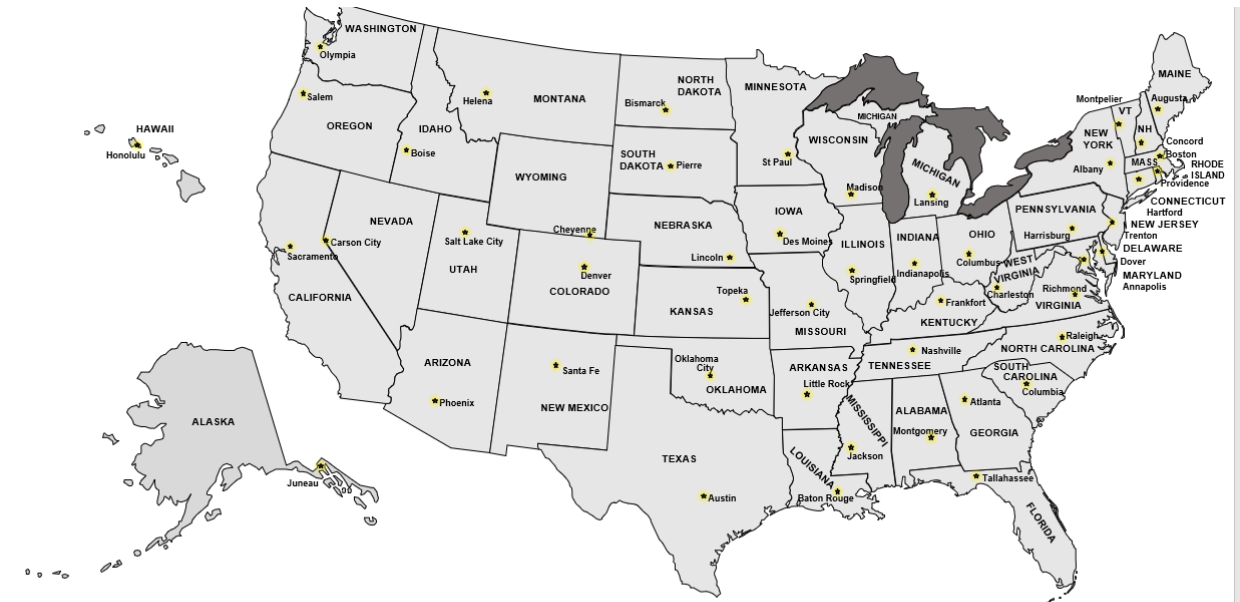 WASHINGTON
Olympia
Salem
OREGON
IDAHO
Boise
Helena
MONTANA
NORTH
DAKOTA
Bismarck
MINNESOTA
St Paul
SOUTH
DAKOTA
Pierre
WYOMING
Cheyenne
HAWAII
Honolulu
NEVADA
Carson City
Sacramento
CALIFORNIA
Salt Lake City
UTAH
Denver
COLORADO
NEBRASKA
Lincoln
IOWA
Des Moines
WISCONSIN
Madison
MICHIGAN
MICHIGAN
Lansing
ILLINOIS
Springfield
INDIANA
Indianapolis
OHIO
Columbus
PENNSYLVANIA
Harrisburg
NEW
YORK
Albany
Montpelier
VT
NH
MAINE
Augusta
Concord
Boston
MASS
RHODE
ISLAND
Providence
CONNECTICUT
Hartford
NEW JERSEY
Trenton
DELAWARE
Dover
MARYLAND
Annapolis
WEST
VIRGINIA
Charleston
Richmond
VIRGINIA
Topeka
KANSAS
Jefferson City
MISSOURI
Frankfort
KENTUCKY
Raleigh
NORTH CAROLINA
Nashville
TENNESSEE
SOUTH
CAROLINA
Columbia
ARIZONA
Phoenix
Santa Fe
NEW MEXICO
Oklahoma
City
OKLAHOMA
ARKANSAS
Little Rock
MISSISSIPPI
Jackson
ALABAMA
Montgomery
Atlanta
GEORGIA
ALASKA
Juneau
TEXAS
Austin
LOUISIANA
Baton Rouge
Tallahassee
FLORIDA